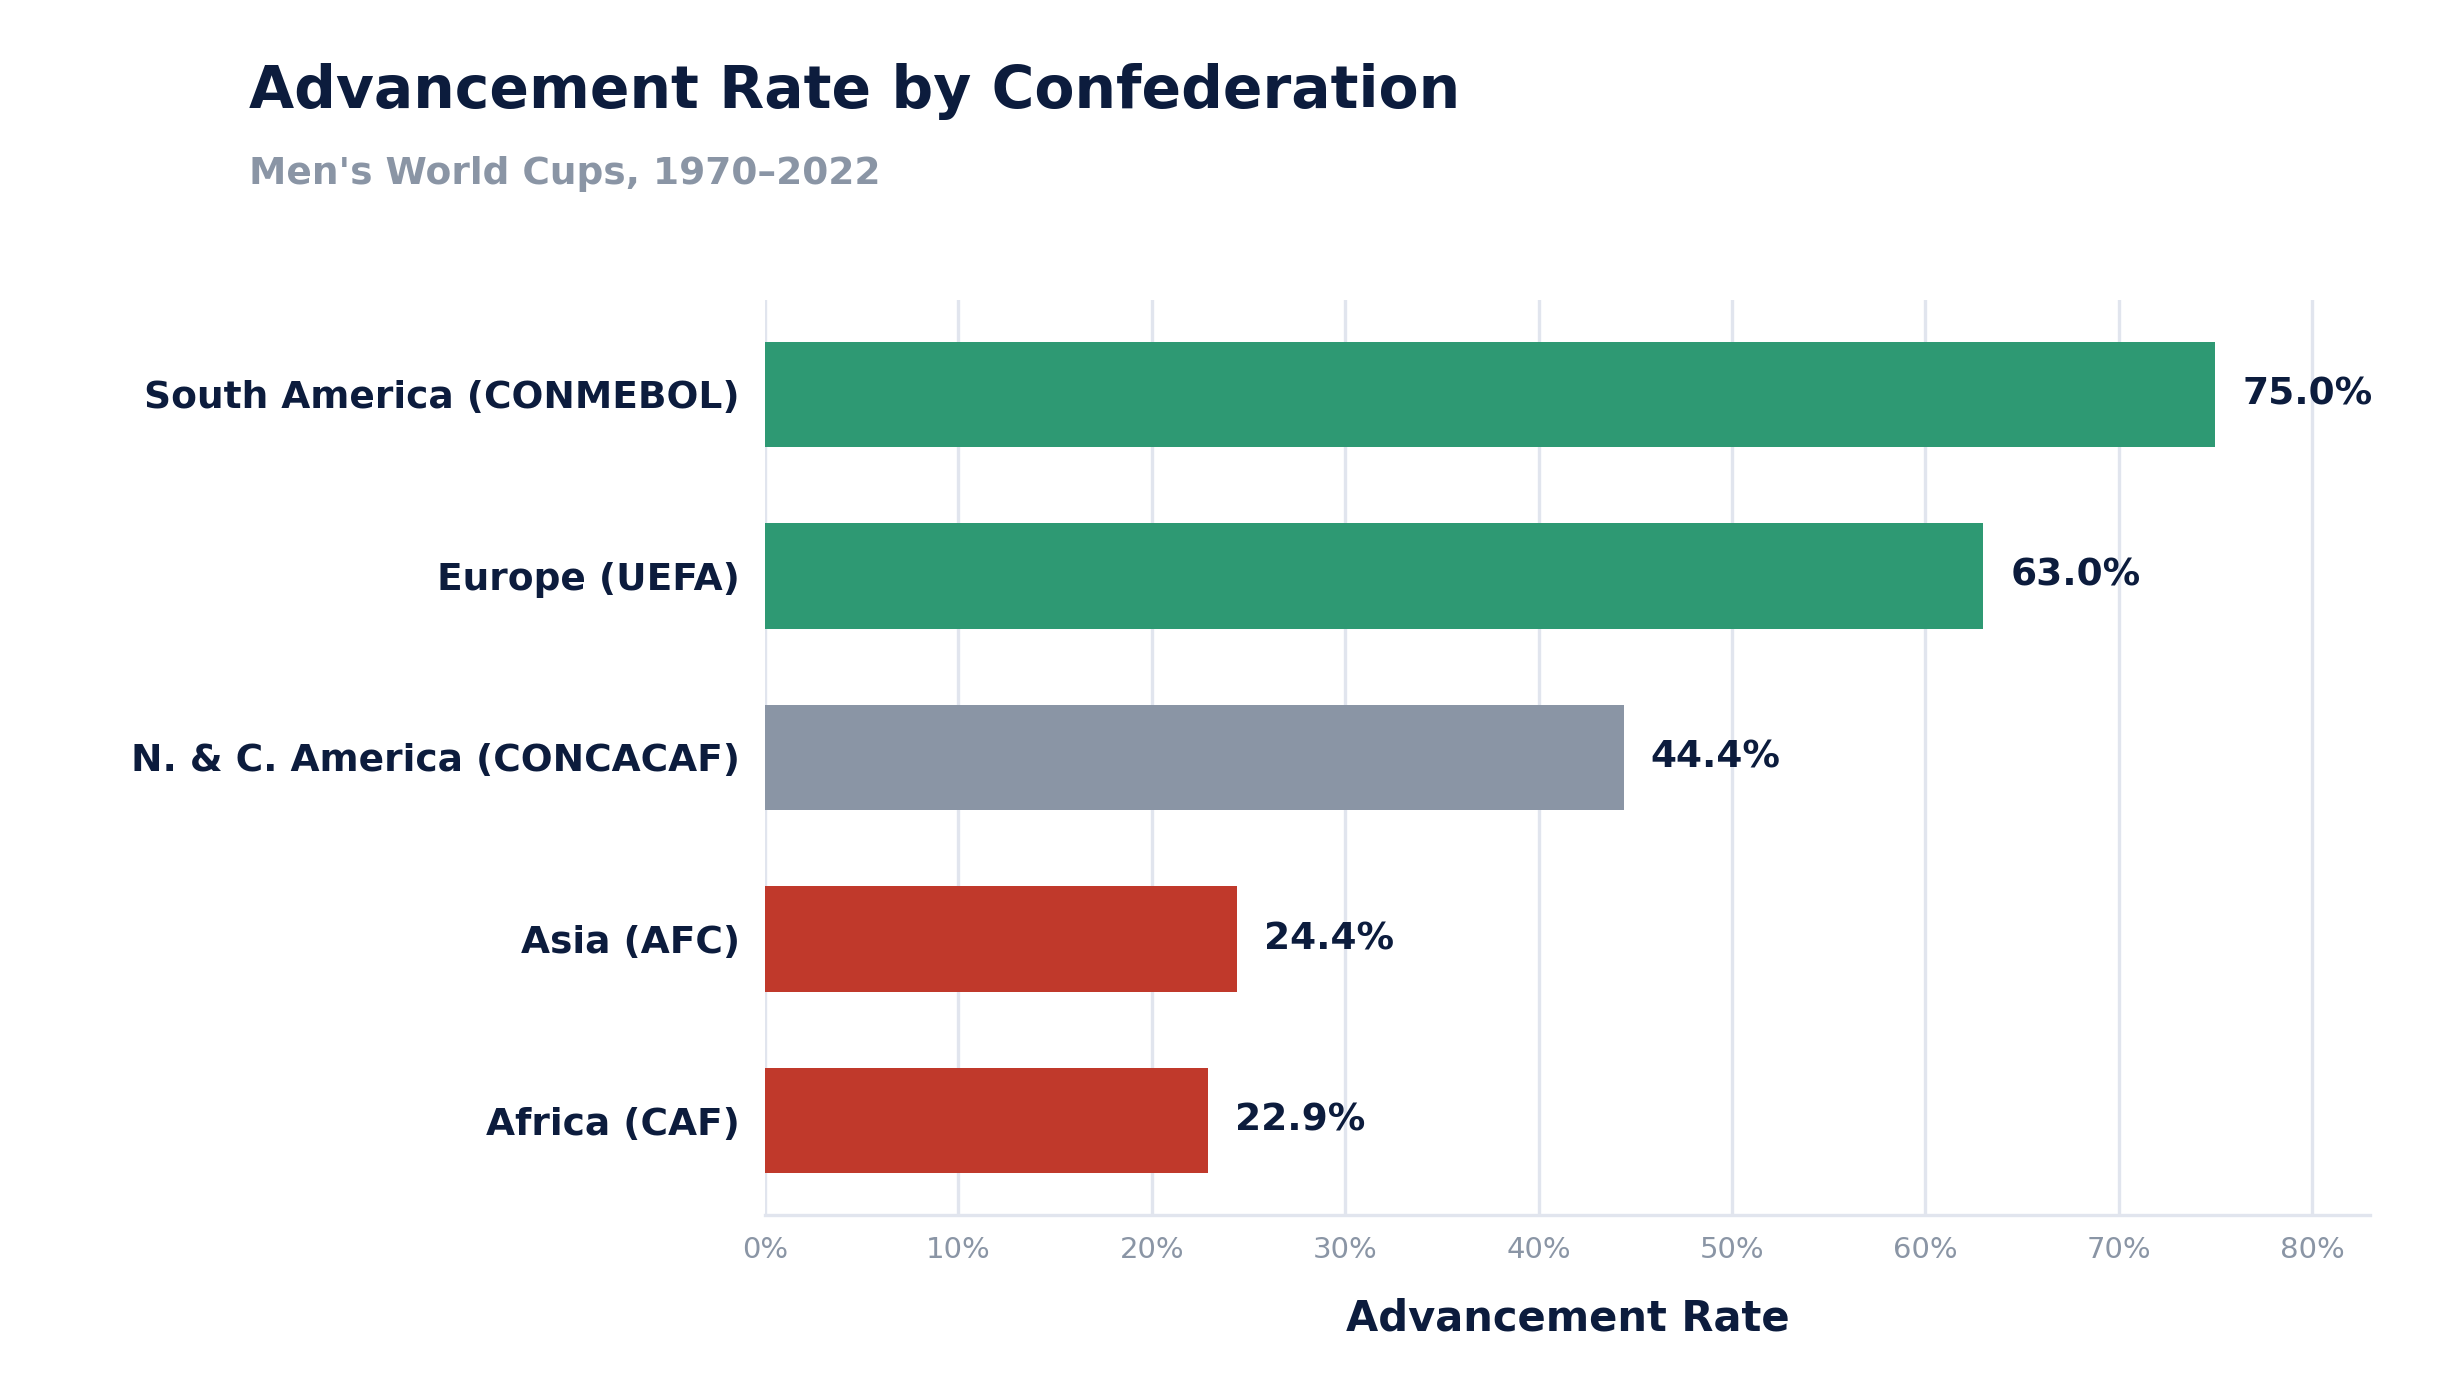 Advancement Rate by Confederation
Men's World Cups, 1970–2022
South America (CONMEBOL) 75.0%
Europe (UEFA) 63.0%
N. & C. America (CONCACAF) 44.4%
Asia (AFC) 24.4%
Africa (CAF) 22.9%
0% 10% 20% 30% 40% 50% 60% 70% 80%
Advancement Rate